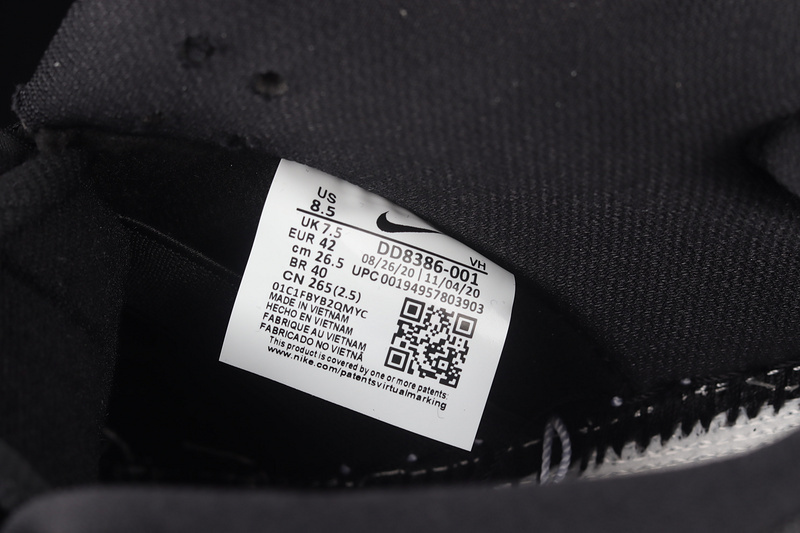 US
8.5
UK 7.5
EUR 42
cm 26.5
BR 40
CN 265(2.5)
VH
DD8386-001
08/26/20 | 11/04/20
UPC00194957803903
01C1FBYB2QMYC
MADE IN VIETNAM
HECHO EN VIETNAM
FABRIQUE AU VIETNAM
FABRICADO NO VIETNÃ
This product is covered by one or more patents:
www.nike.com/patentsvirtualmarking